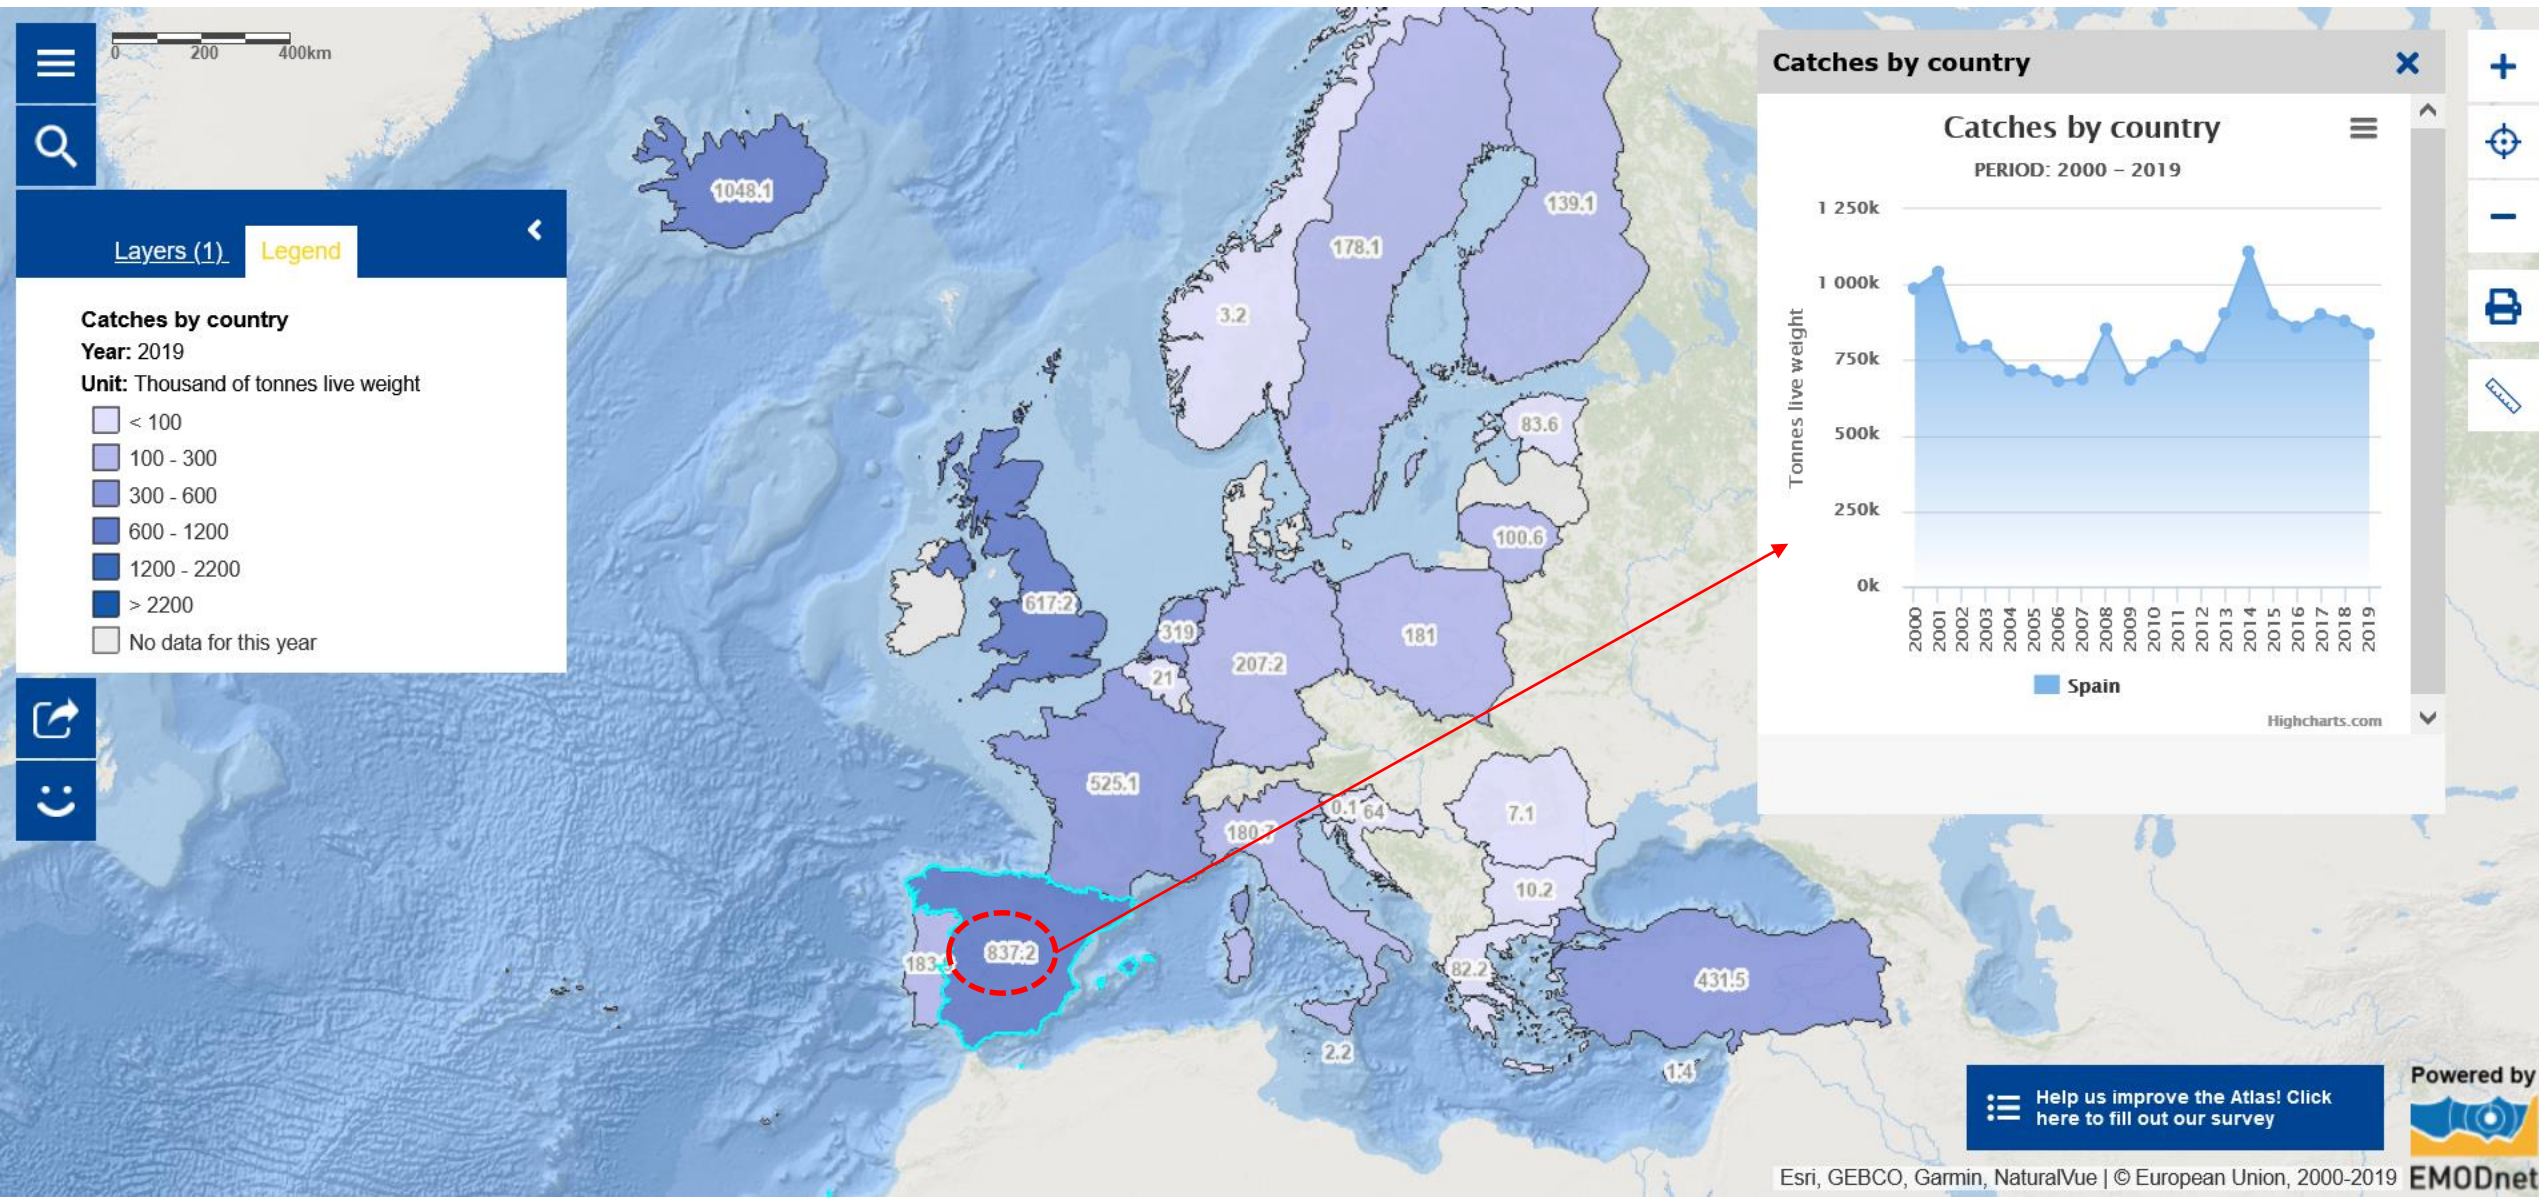 0 200 400km
Layers (1)
Legend
Catches by country
Year: 2019
Unit: Thousand of tonnes live weight
< 100
100 - 300
300 - 600
600 - 1200
1200 - 2200
> 2200
No data for this year
1048.1
139.1
178.1
3.2
83.6
100.6
617.2
319
181
207.2
21
525.1
0.1
64
180.7
7.1
10.2
837.2
183.
82.2
431.5
2.2
1.4
Catches by country
Catches by country
PERIOD: 2000 – 2019
Tonnes live weight
1 250k
1 000k
750k
500k
250k
0k
2000 2001 2002 2003 2004 2005 2006 2007 2008 2009 2010 2011 2012 2013 2014 2015 2016 2017 2018 2019
Spain
Highcharts.com
Help us improve the Atlas! Click
here to fill out our survey
Powered by
EMODnet
Esri, GEBCO, Garmin, NaturalVue | © European Union, 2000-2019